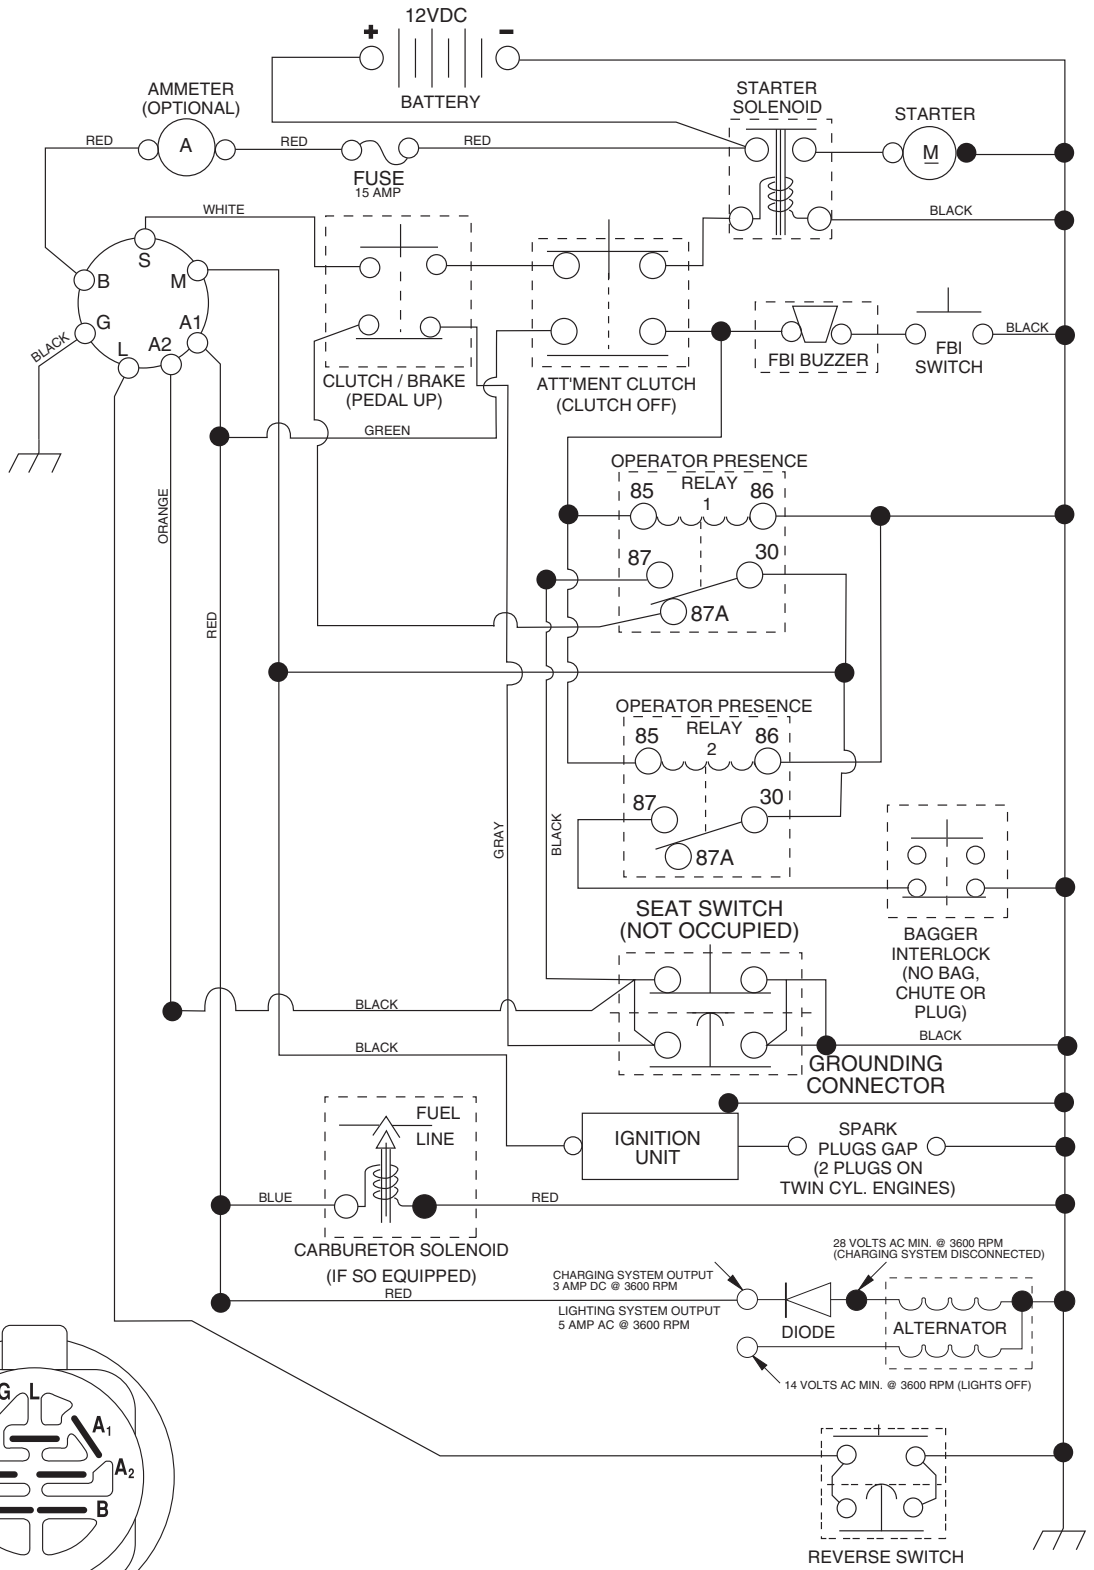 12VDC
+
-
BATTERY
AMMETER
(OPTIONAL)
A
RED
RED
RED
FUSE
15 AMP
STARTER
SOLENOID
STARTER
M
BLACK
WHITE
S
B
M
G
A1
L
A2
BLACK
CLUTCH / BRAKE
(PEDAL UP)
ATT'MENT CLUTCH
(CLUTCH OFF)
FBI BUZZER
FBI
SWITCH
BLACK
GREEN
ORANGE
RED
OPERATOR PRESENCE
RELAY
1
85
86
87
30
87A
OPERATOR PRESENCE
RELAY
2
85
86
87
30
87A
GRAY
BLACK
SEAT SWITCH
(NOT OCCUPIED)
BAGGER
INTERLOCK
(NO BAG,
CHUTE OR
PLUG)
BLACK
BLACK
BLACK
GROUNDING
CONNECTOR
FUEL
LINE
IGNITION
UNIT
SPARK
PLUGS GAP
(2 PLUGS ON
TWIN CYL. ENGINES)
BLUE
RED
CARBURETOR SOLENOID
(IF SO EQUIPPED)
RED
28 VOLTS AC MIN. @ 3600 RPM
(CHARGING SYSTEM DISCONNECTED)
CHARGING SYSTEM OUTPUT
3 AMP DC @ 3600 RPM
LIGHTING SYSTEM OUTPUT
5 AMP AC @ 3600 RPM
DIODE
ALTERNATOR
14 VOLTS AC MIN. @ 3600 RPM (LIGHTS OFF)
G L
A1
A2
B
REVERSE SWITCH